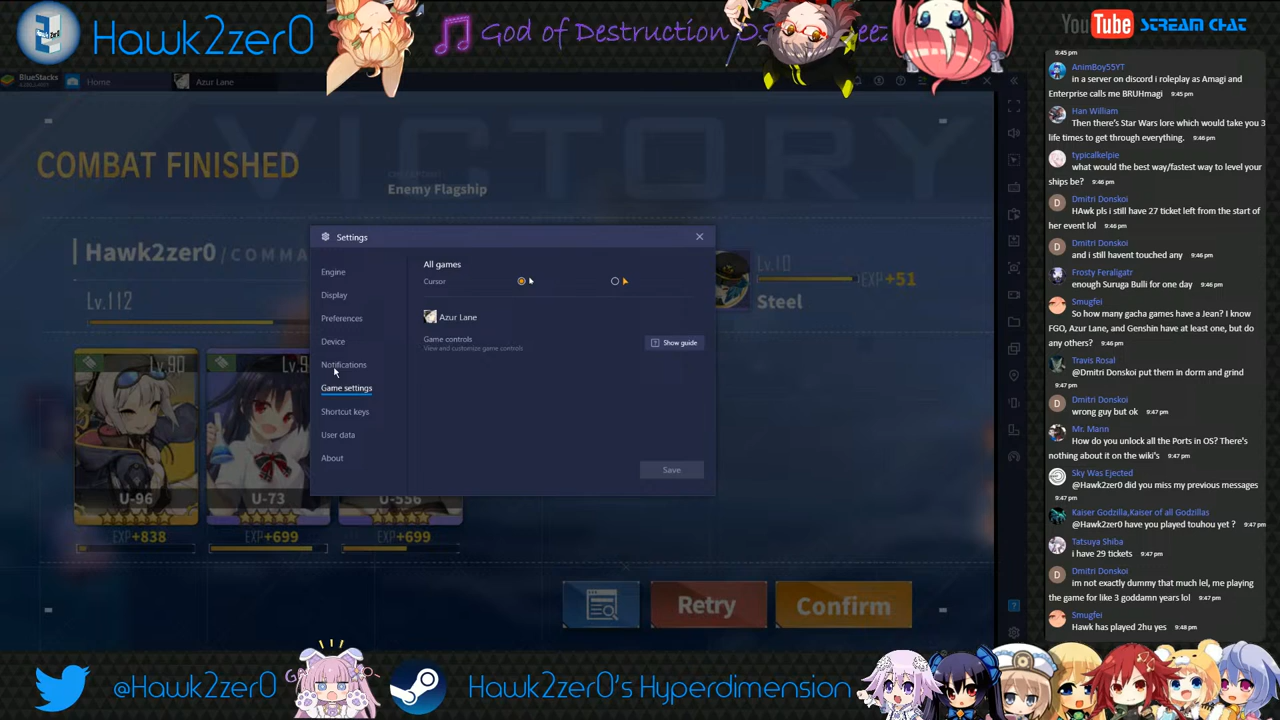 Hawk2zer0
God of Destruction
You Tube STREAM CHAT
BlueStacks
Home
Azur Lane
VICTORY
COMBAT FINISHED
Enemy Flagship
Hawk2zer0 / COMMA
Lv.112
Lv.10
EXP+51
Steel
Lv.90
U-96
EXP+838
U-73
EXP+699
U-556
EXP+699
Retry
Confirm
Settings
Engine
Display
Preferences
Device
Notifications
Game settings
Shortcut keys
User data
About
All games
Cursor
Azur Lane
Game controls
View and customize game controls
Show guide
Save
9:45 pm
AnimBoy55YT
in a server on discord i roleplay as Amagi and
Enterprise calls me BRUHmagi 9:45 pm
Han William
Then there's Star Wars lore which would take you 3
life times to get through everything. 9:46 pm
typicalkelpie
what would the best way/fastest way to level your
ships be? 9:46 pm
Dmitri Donskoi
HAwk pls i still have 27 ticket left from the start of
her event lol 9:46 pm
Dmitri Donskoi
and i still havent touched any 9:46 pm
Frosty Feraligatr
enough Suruga Bulli for one day 9:46 pm
Smugfei
So how many gacha games have a Jean? I know
FGO, Azur Lane, and Genshin have at least one, but do
any others? 9:46 pm
Travis Rosal
@Dmitri Donskoi put them in dorm and grind
9:47 pm
Dmitri Donskoi
wrong guy but ok 9:47 pm
Mr. Mann
How do you unlock all the Ports in OS? There's
nothing about it on the wiki's 9:47 pm
Sky Was Ejected
@Hawk2zer0 did you miss my previous messages
9:47 pm
Kaiser Godzilla,Kaiser of all Godzillas
@Hawk2zer0 have you played touhou yet ? 9:47 pm
Tatsuya Shiba
i have 29 tickets 9:47 pm
Dmitri Donskoi
im not exactly dummy that much lel, me playing
the game for like 3 goddamn years lol 9:47 pm
Smugfei
Hawk has played 2hu yes 9:48 pm
@Hawk2zer0
Hawk2zer0's Hyperdimension